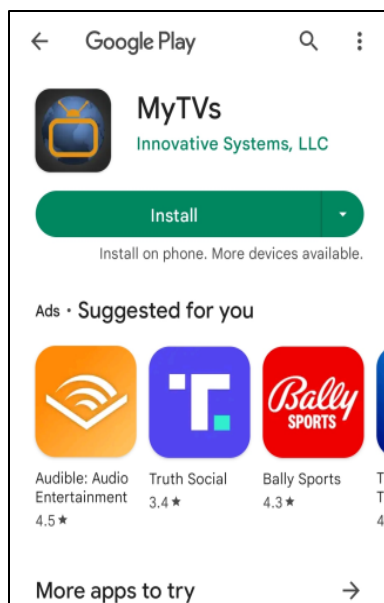 Google Play
MyTVs
Innovative Systems, LLC
Install
Install on phone. More devices available.
Ads • Suggested for you
Bally
SPORTS
Audible: Audio
Entertainment
4.5★
Truth Social
3.4★
Bally Sports
4.3★
T
T
4
More apps to try